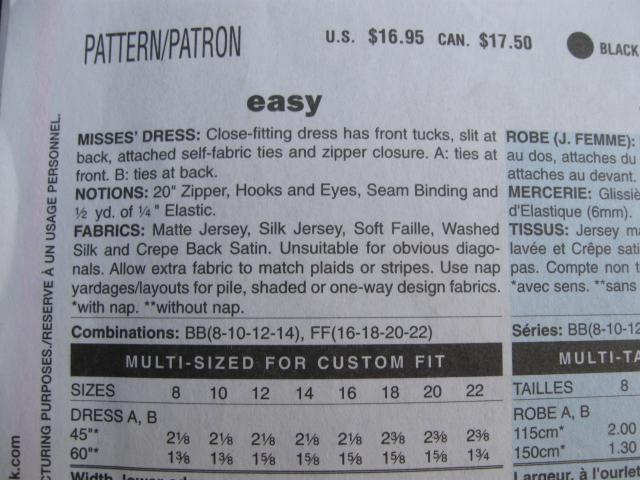 PATTERN/PATRON
U.S. $16.95 CAN. $17.50
BLACK
easy
MISSES' DRESS: Close-fitting dress has front tucks, slit at
back, attached self-fabric ties and zipper closure. A: ties at
front. B: ties at back.
NOTIONS: 20" Zipper, Hooks and Eyes, Seam Binding and
½ yd. of ¼" Elastic.
FABRICS: Matte Jersey, Silk Jersey, Soft Faille, Washed
Silk and Crepe Back Satin. Unsuitable for obvious diago-
nals. Allow extra fabric to match plaids or stripes. Use nap
yardages/layouts for pile, shaded or one-way design fabrics.
*with nap. **without nap.
Combinations: BB(8-10-12-14), FF(16-18-20-22)
MULTI-SIZED FOR CUSTOM FIT
SIZES 8 10 12 14 16 18 20 22
DRESS A, B
45"* 2⅛ 2⅛ 2⅛ 2⅛ 2⅛ 2⅜ 2⅜ 2⅜
60"* 1⅜ 1⅜ 1⅝ 1⅝ 1⅝ 1⅝ 1⅝ 1¾
Width, lower
ROBE (J. FEMME):
au dos, attaches du
attaches au devant.
MERCERIE: Glissiè
d'Elastique (6mm).
TISSUS: Jersey ma
lavée et Crêpe sati
pas. Compte non t
*avec sens. **sans
Séries: BB(8-10-12
MULTI-TA
TAILLES 8
ROBE A, B
115cm* 2.00
150cm* 1.30
Largeur, à l'ourlet
CTURING PURPOSES./RESERVE À UN USAGE PERSONNEL.
k.com